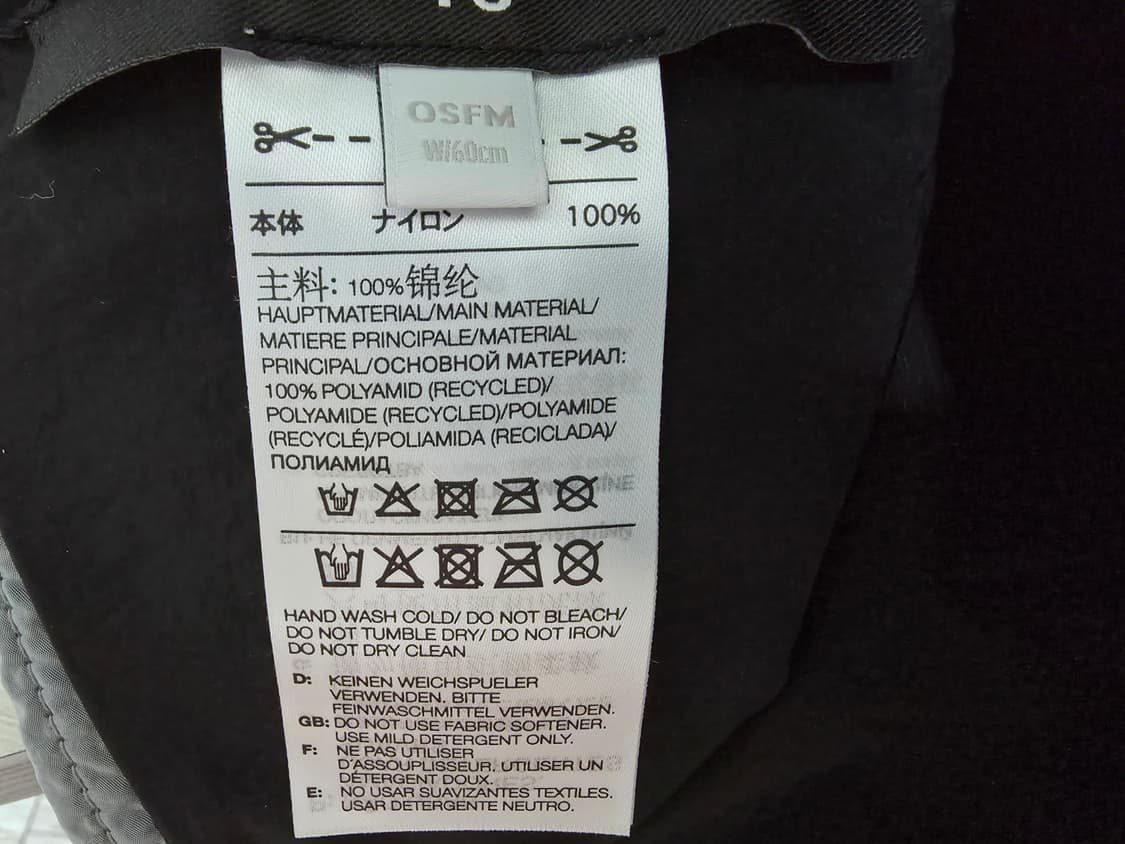 OSFM
W/60cm
本体 ナイロン 100%
主料: 100%锦纶
HAUPTMATERIAL/MAIN MATERIAL/
MATIERE PRINCIPALE/MATERIAL
PRINCIPAL/ОСНОВНОЙ МАТЕРИАЛ:
100% POLYAMID (RECYCLED)/
POLYAMIDE (RECYCLED)/POLYAMIDE
(RECYCLÉ)/POLIAMIDA (RECICLADA)/
ПОЛИАМИД
HAND WASH COLD/ DO NOT BLEACH/
DO NOT TUMBLE DRY/ DO NOT IRON/
DO NOT DRY CLEAN
D: KEINEN WEICHSPUELER
VERWENDEN. BITTE
FEINWASCHMITTEL VERWENDEN.
GB: DO NOT USE FABRIC SOFTENER.
USE MILD DETERGENT ONLY.
F: NE PAS UTILISER
D'ASSOUPLISSEUR. UTILISER UN
DÉTERGENT DOUX.
E: NO USAR SUAVIZANTES TEXTILES.
USAR DETERGENTE NEUTRO.